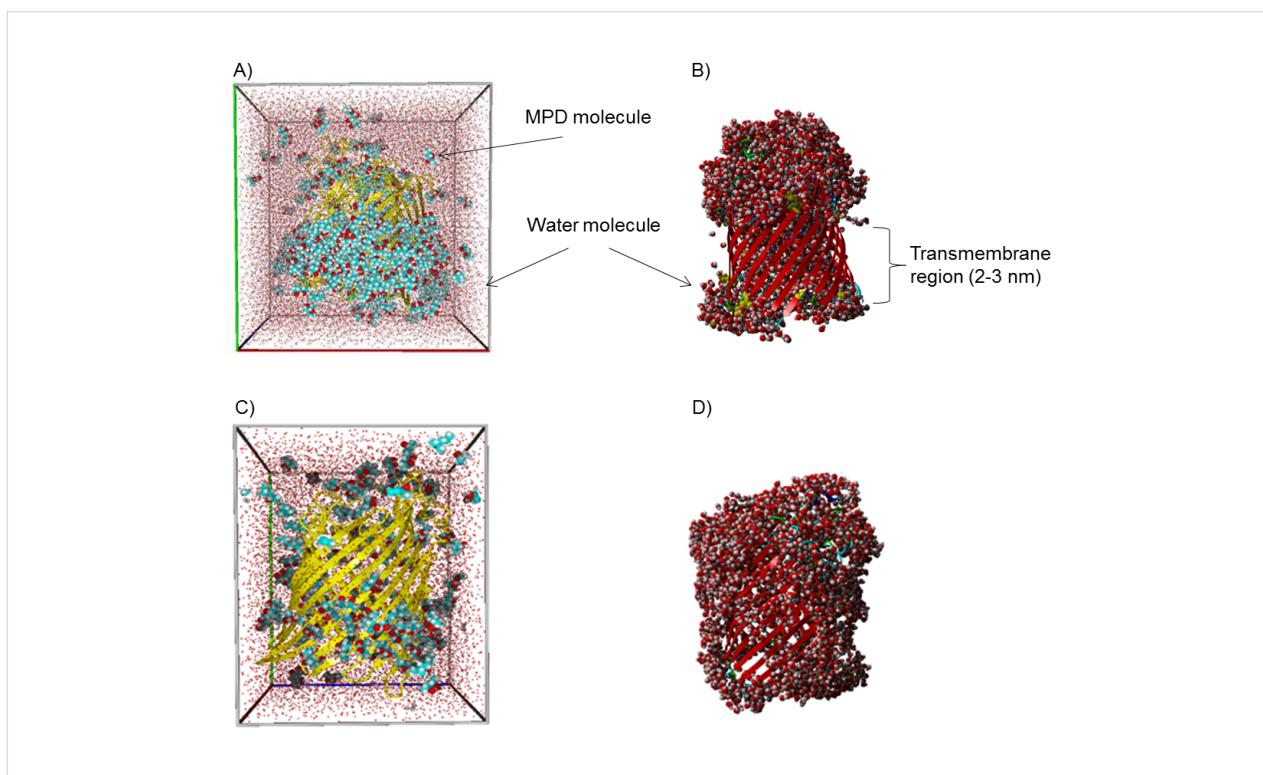 A)
B)
MPD molecule
Water molecule
Transmembrane
region (2-3 nm)
C)
D)